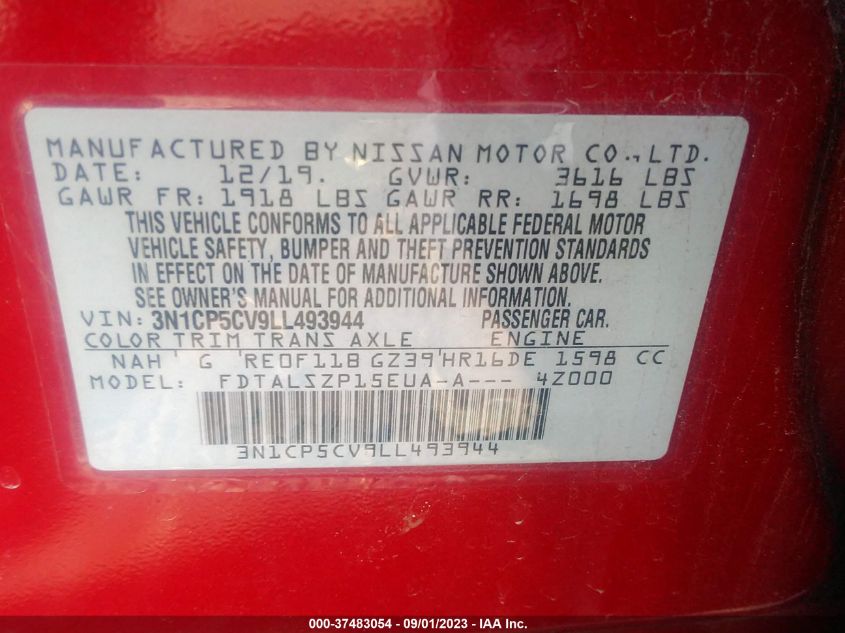 MANUFACTURED BY NISSAN MOTOR CO., LTD.
DATE: 12/19. GVWR: 3616 LBS
GAWR FR: 1918 LBS GAWR RR: 1698 LBS
THIS VEHICLE CONFORMS TO ALL APPLICABLE FEDERAL MOTOR
VEHICLE SAFETY, BUMPER AND THEFT PREVENTION STANDARDS
IN EFFECT ON THE DATE OF MANUFACTURE SHOWN ABOVE.
SEE OWNER'S MANUAL FOR ADDITIONAL INFORMATION.
VIN: 3N1CP5CV9LL493944 PASSENGER CAR.
COLOR TRIM TRANS AXLE ENGINE
NAH G RE0F11B GZ39 HR16DE 1598 CC
MODEL: FDTALSZP15EUA-A--- 4Z000
3N1CP5CV9LL493944
000-37483054 - 09/01/2023 - IAA Inc.